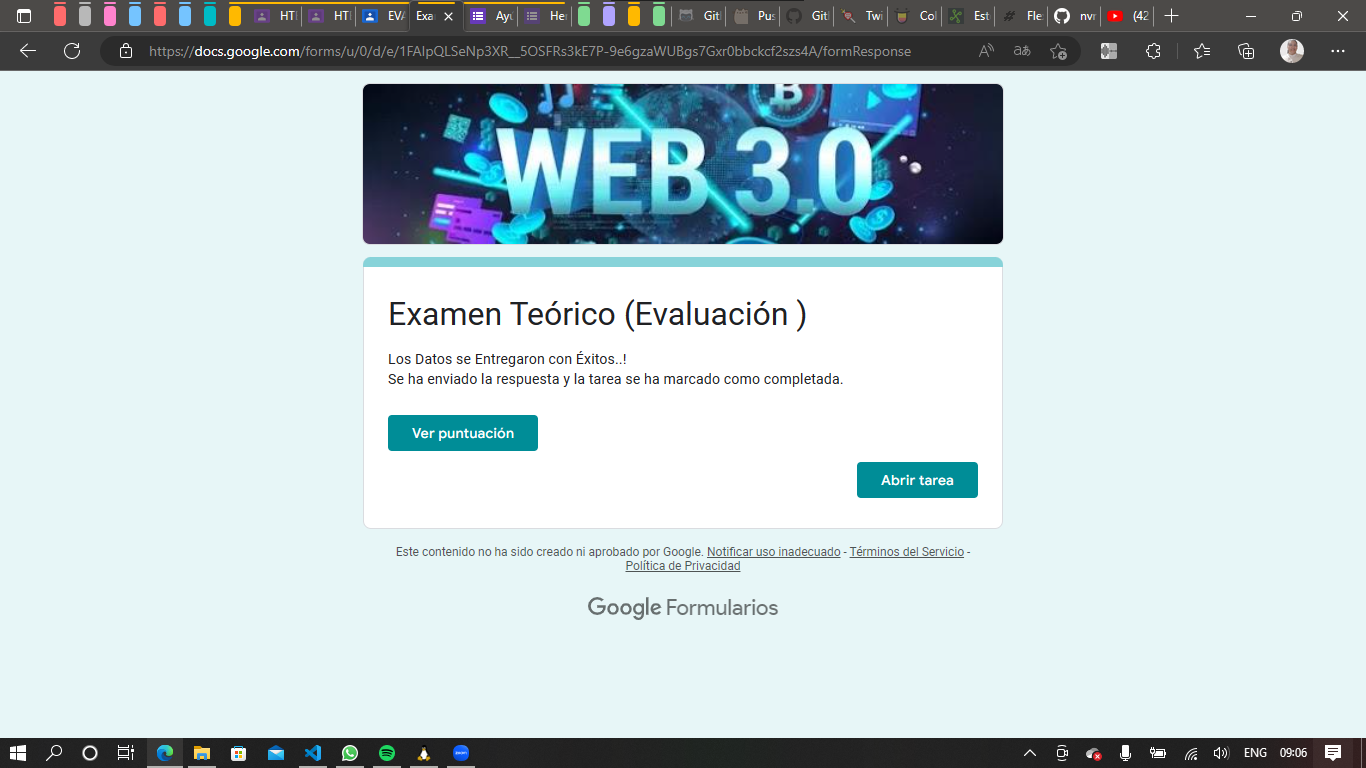 HT
HT
EVA
Exa
Ayu
Her
Git
Pus
Git
Twi
Col
Est
Fle
nvr
(42
https://docs.google.com/forms/u/0/d/e/1FAIpQLSeNp3XR__5OSFRs3kE7P-9e6gzaWUBgs7Gxr0bbckcf2szs4A/formResponse
WEB 3.0
Examen Teórico (Evaluación )
Los Datos se Entregaron con Éxitos..!
Se ha enviado la respuesta y la tarea se ha marcado como completada.
Ver puntuación
Abrir tarea
Este contenido no ha sido creado ni aprobado por Google. Notificar uso inadecuado - Términos del Servicio -
Política de Privacidad
Google Formularios
ENG
09:06